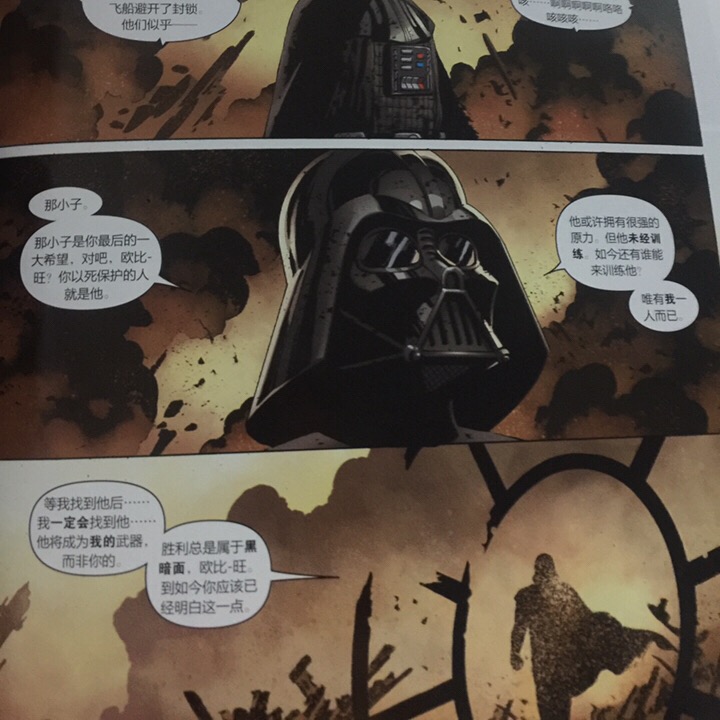 飞船避开了封锁。
他们似乎——
咳……啊啊啊啊啊咯咯
咳咳咳……
那小子。
那小子是你最后的一
大希望，对吧，欧比-
旺？你以死保护的人
就是他。
他或许拥有很强的
原力。但他未经训
练。如今还有谁能
来训练他？
唯有我一
人而已。
等我找到他后……
我一定会找到他……
他将成为我的武器，
而非你的。
胜利总是属于黑
暗面，欧比-旺。
到如今你应该已
经明白这一点。